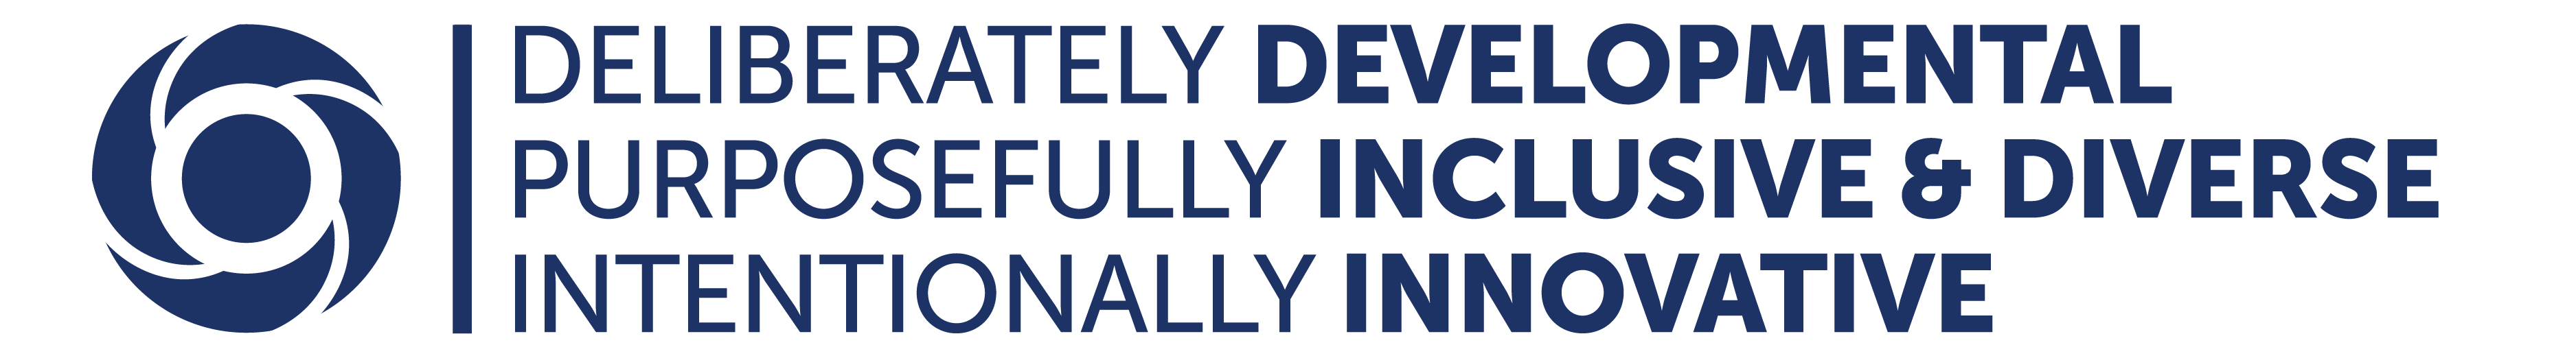 DELIBERATELY DEVELOPMENTAL
PURPOSEFULLY INCLUSIVE & DIVERSE
INTENTIONALLY INNOVATIVE